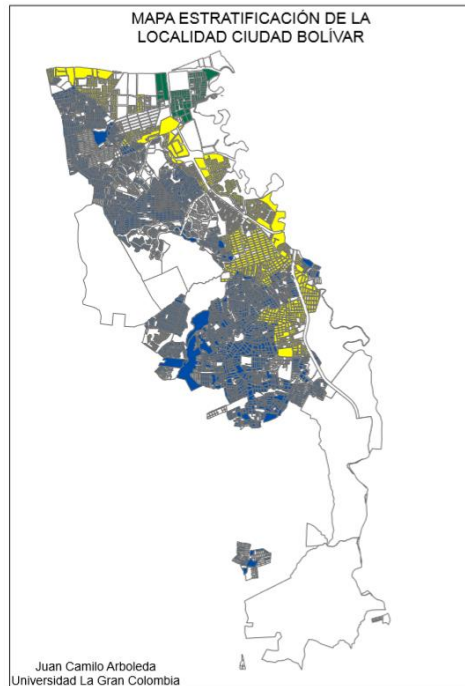 MAPA ESTRATIFICACIÓN DE LA
LOCALIDAD CIUDAD BOLÍVAR
Juan Camilo Arboleda
Universidad La Gran Colombia